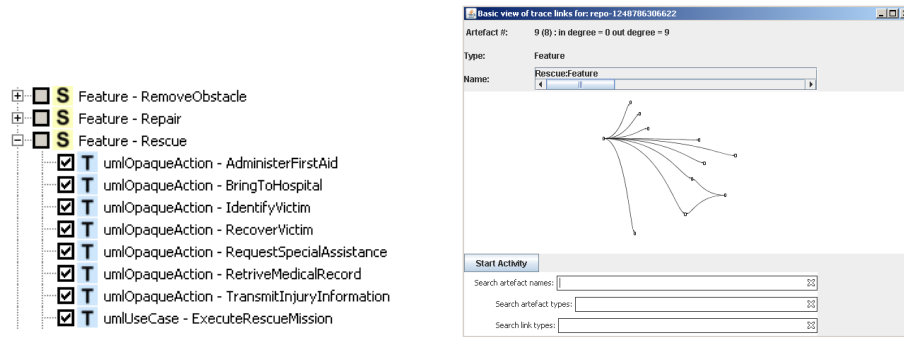 S Feature - RemoveObstacle
S Feature - Repair
S Feature - Rescue
T umlOpaqueAction - AdministerFirstAid
T umlOpaqueAction - BringToHospital
T umlOpaqueAction - IdentifyVictim
T umlOpaqueAction - RecoverVictim
T umlOpaqueAction - RequestSpecialAssistance
T umlOpaqueAction - RetriveMedicalRecord
T umlOpaqueAction - TransmitInjuryInformation
T umlUseCase - ExecuteRescueMission
Basic view of trace links for: repo-1248786306622
Artefact #: 9 (8) : in degree = 0 out degree = 9
Type: Feature
Name: Rescue:Feature
Start Activity
Search artefact names:
Search artefact types:
Search link types: